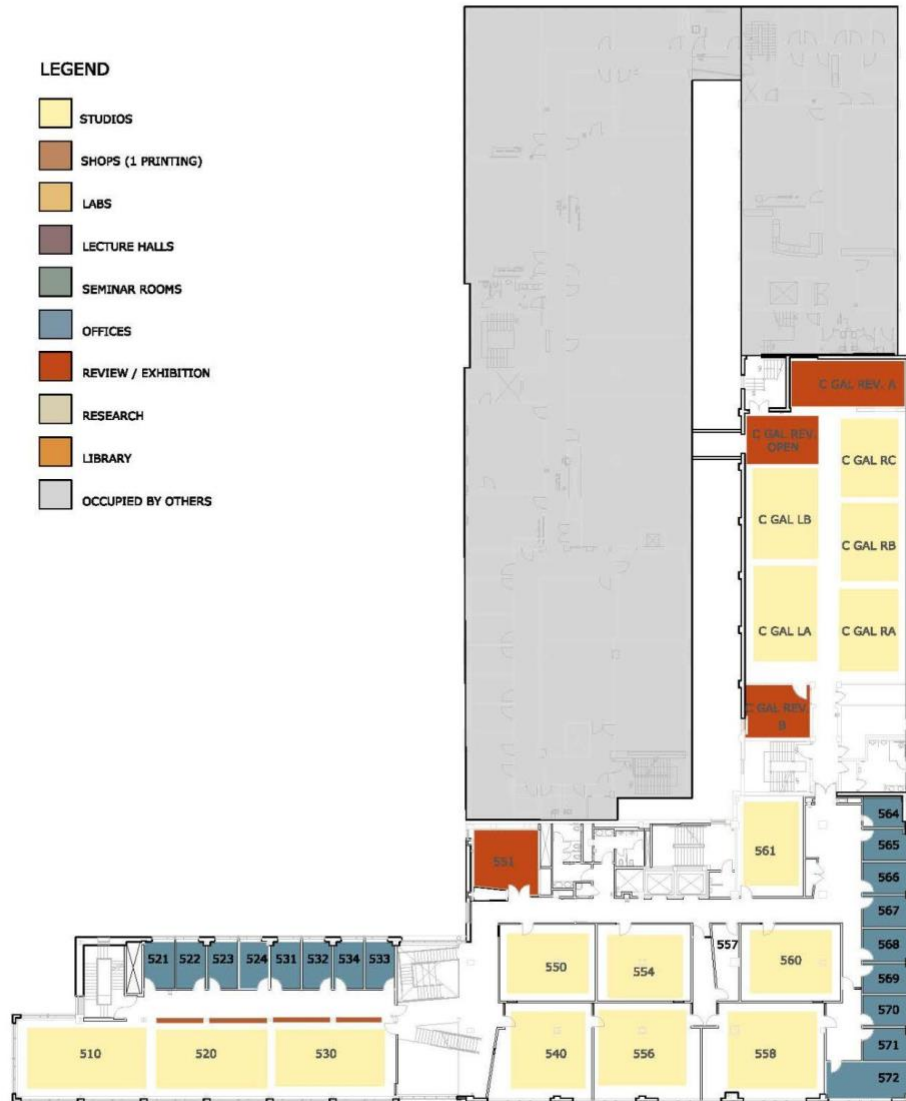 LEGEND
STUDIOS
SHOPS (1 PRINTING)
LABS
LECTURE HALLS
SEMINAR ROOMS
OFFICES
REVIEW / EXHIBITION
RESEARCH
LIBRARY
OCCUPIED BY OTHERS
C GAL REV. A
C GAL REV.
OPEN
C GAL RC
C GAL LB
C GAL RB
C GAL LA
C GAL RA
C GAL REV.
B
564
561
565
551
566
567
557
568
521
522
523
524
531
532
534
533
550
554
560
569
570
571
510
520
530
540
556
558
572